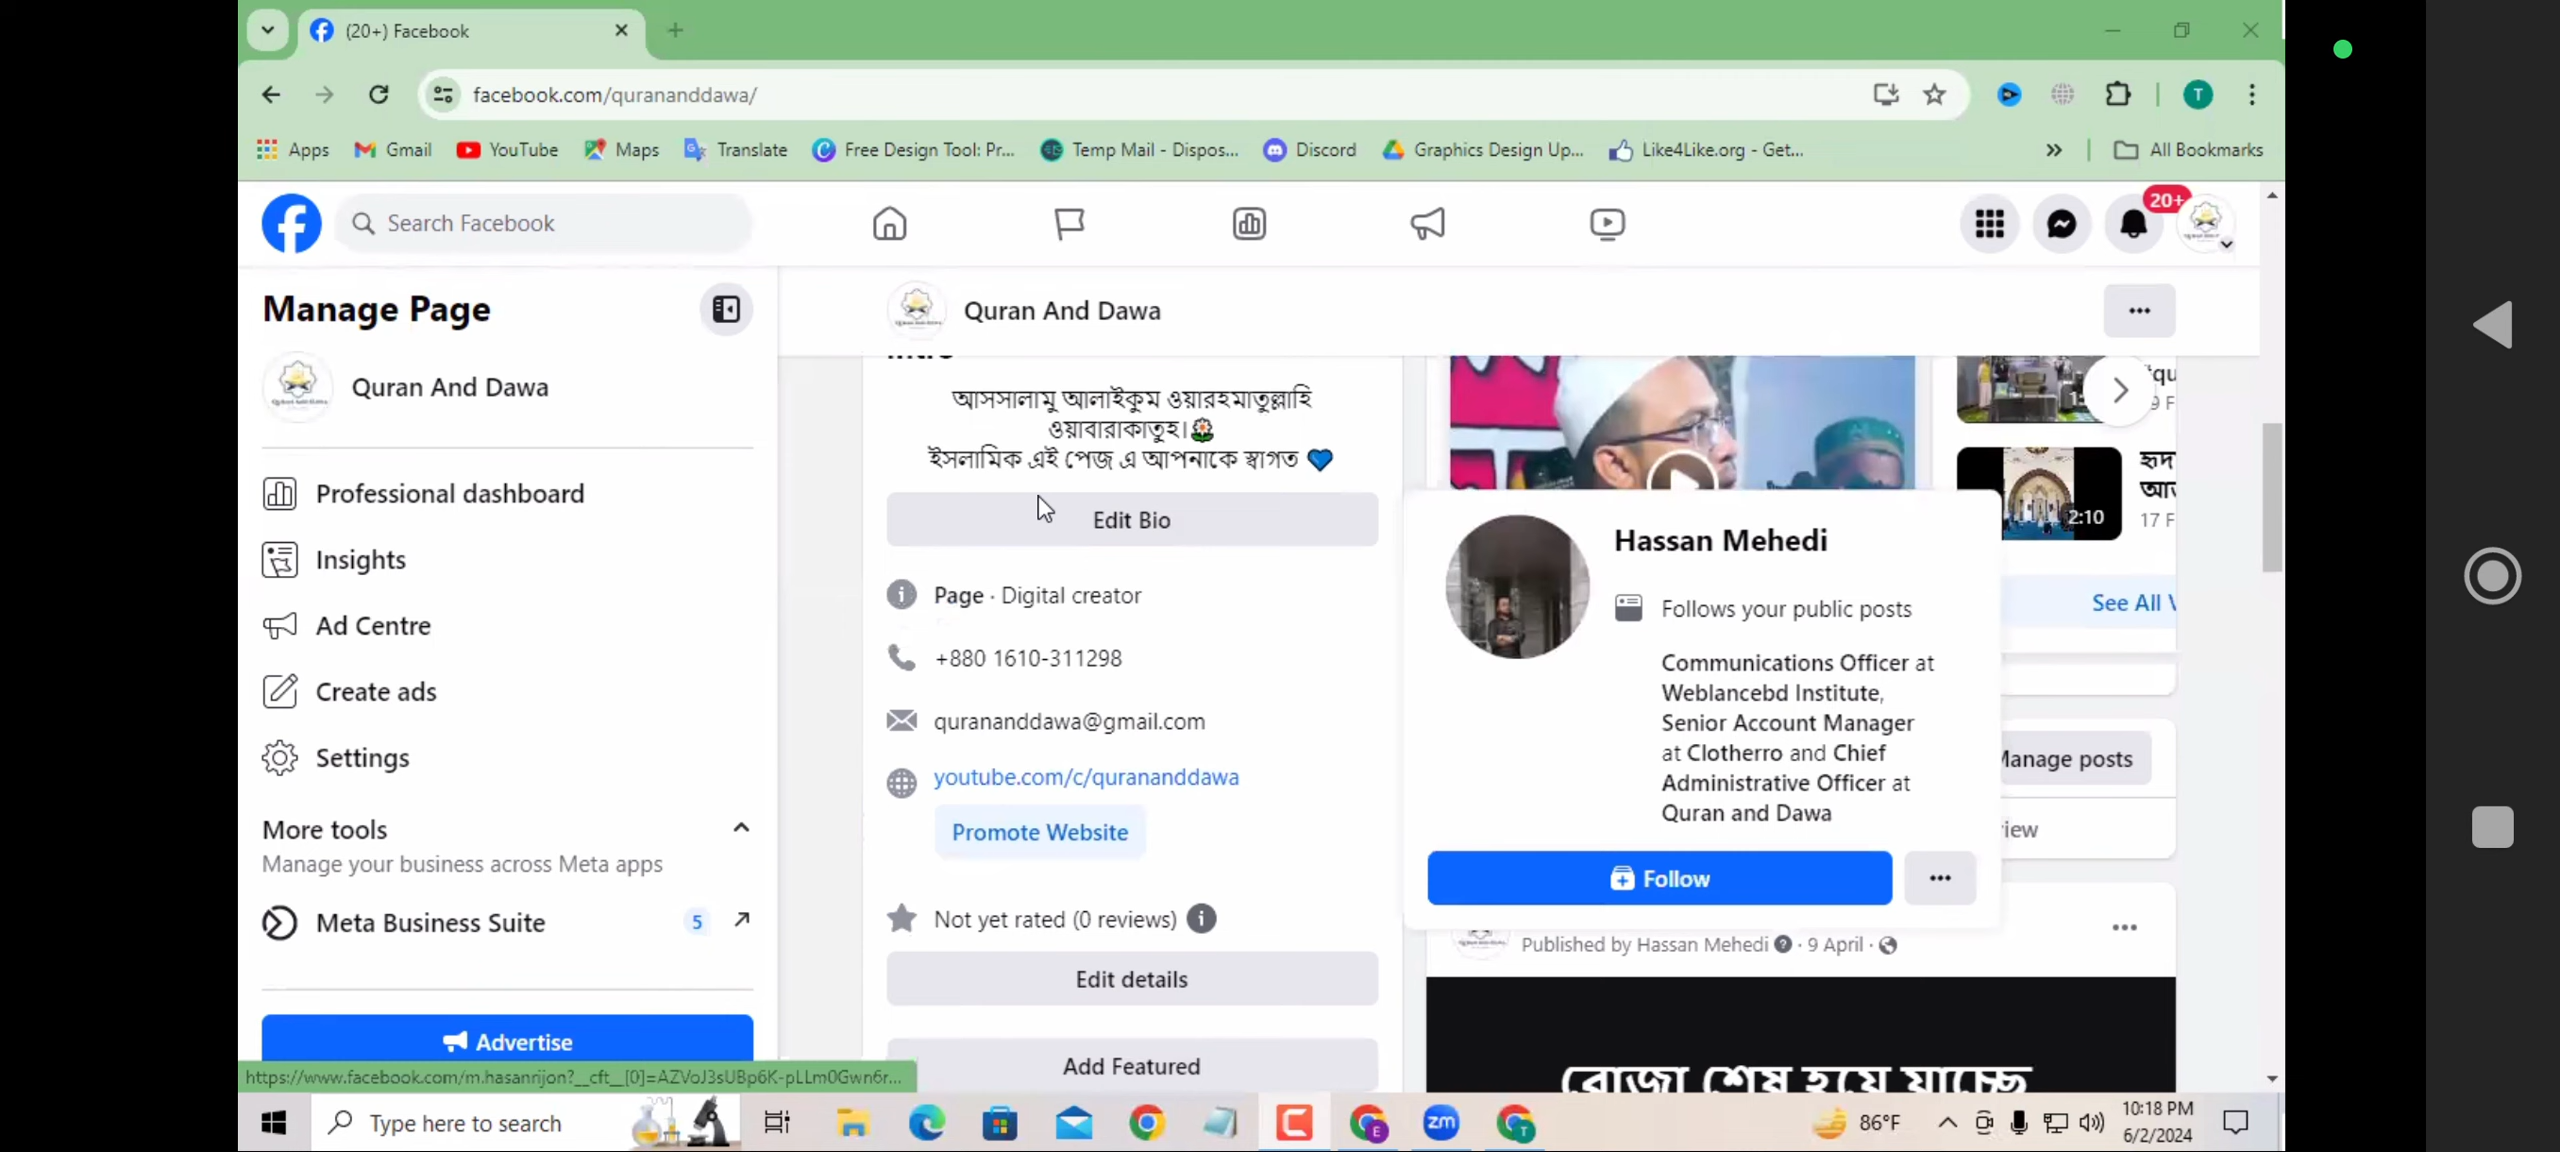 (20+) Facebook
facebook.com/qurananddawa/
T
Apps
Gmail
YouTube
Maps
Translate
Free Design Tool: Pr...
Temp Mail - Dispos...
Discord
Graphics Design Up...
Like4Like.org - Get...
All Bookmarks
Search Facebook
20+
Manage Page
Quran And Dawa
Professional dashboard
Insights
Ad Centre
Create ads
Settings
More tools
Manage your business across Meta apps
Meta Business Suite
5
Advertise
https://www.facebook.com/m.hasanrijon?__cft__[0]=AZVoJ3sUBp6K-pLLm0Gwn6r...
Quran And Dawa
আসসালামু আলাইকুম ওয়ারহমাতুল্লাহি
ওয়াবারাকাতুহ।🌼
ইসলামিক এই পেজ এ আপনাকে স্বাগত 💙
Edit Bio
Page · Digital creator
+880 1610-311298
qurananddawa@gmail.com
youtube.com/c/qurananddawa
Promote Website
Not yet rated (0 reviews)
Edit details
Add Featured
2:10
17 F
See All
Hassan Mehedi
Follows your public posts
Communications Officer at
Weblancebd Institute,
Senior Account Manager
at Clotherro and Chief
Administrative Officer at
Quran and Dawa
Follow
Manage posts
Published by Hassan Mehedi · 9 April ·
রোজা শেষ হয়ে যাচ্ছে
Type here to search
zm
E
T
86°F
10:18 PM
6/2/2024